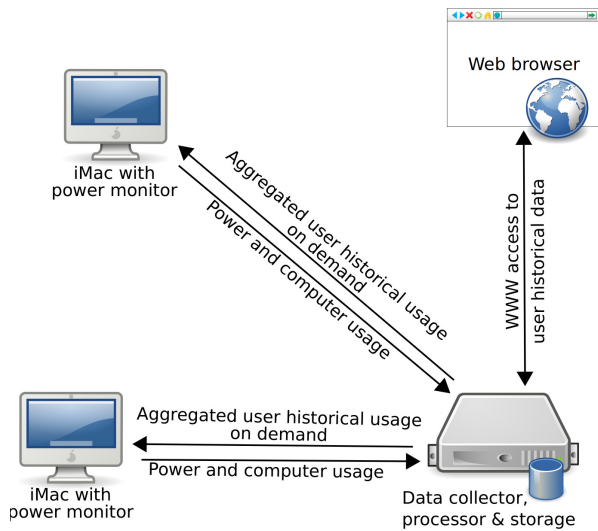 Web browser
iMac with
power monitor
Aggregated user historical usage
on demand
Power and computer usage
WWW access to
user historical data
Aggregated user historical usage
on demand
Power and computer usage
iMac with
power monitor
Data collector,
processor & storage